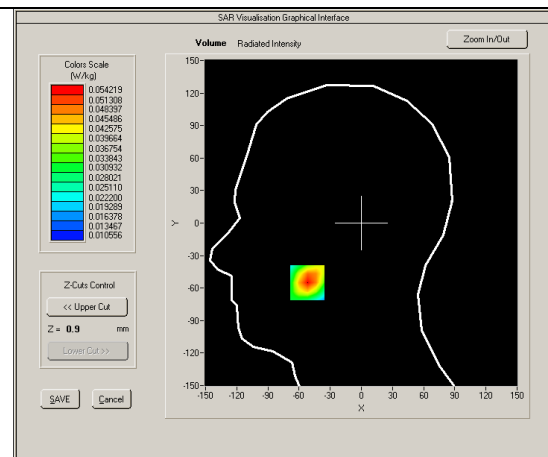 SAR Visualisation Graphical Interface
Volume Radiated Intensity
Zoom In/Out
Colors Scale
(W/kg)
0.054219
0.051308
0.048397
0.045486
0.042575
0.039664
0.036754
0.033843
0.030932
0.028021
0.025110
0.022200
0.019289
0.016378
0.013467
0.010556
Z-Cuts Control
<< Upper Cut
Z = 0.9 mm
Lower Cut >>
SAVE
Cancel
150
120
90
60
30
0
-30
-60
-90
-120
-150
Y
-150 -120 -90 -60 -30 0 30 60 90 120 150
X